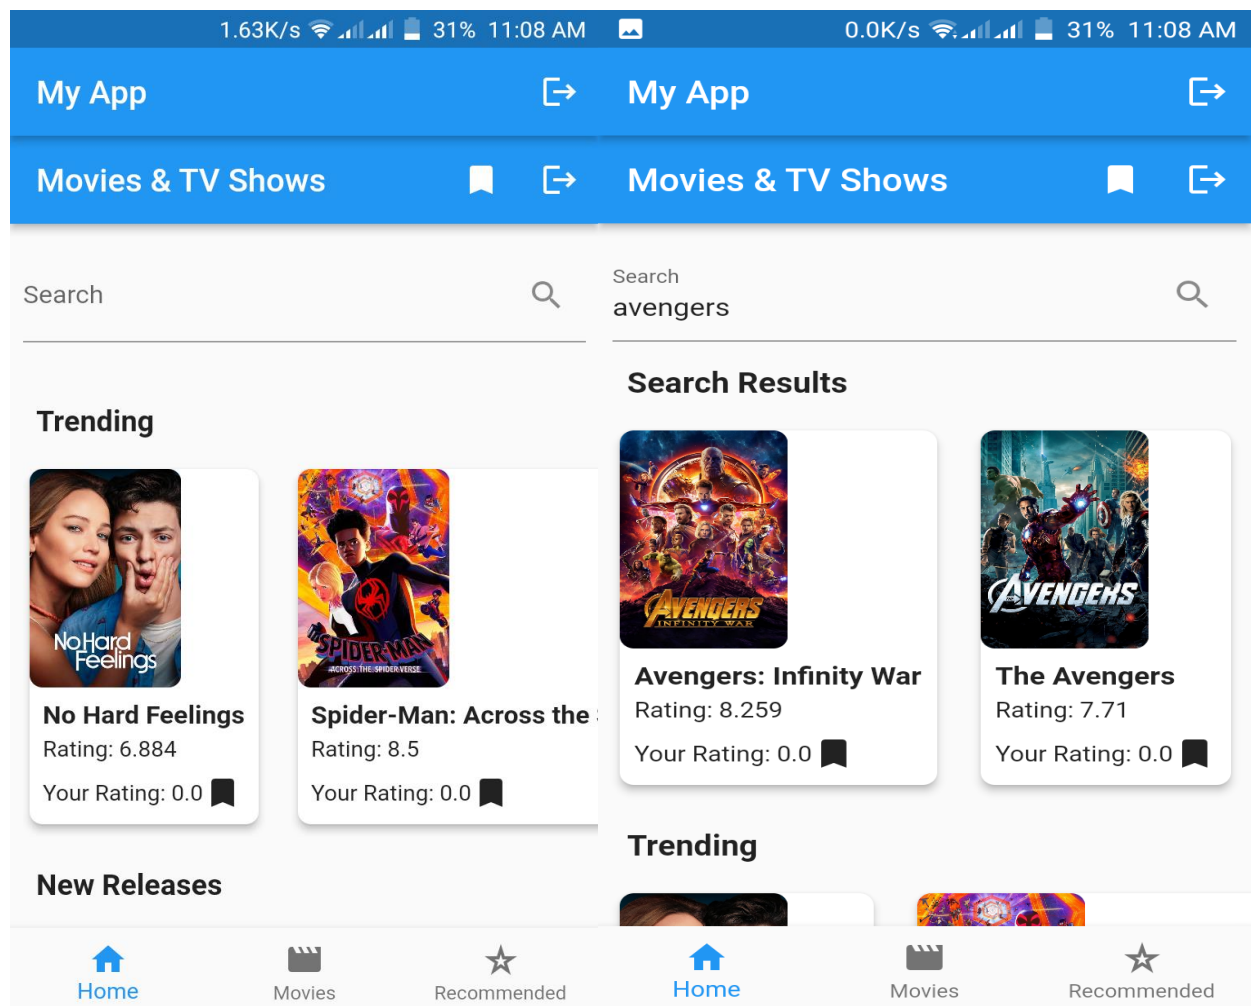 1.63K/s 31% 11:08 AM
My App
Movies & TV Shows
Search
Trending
No Hard
Feelings
SPIDER-MAN
ACROSS THE SPIDER-VERSE
No Hard Feelings
Rating: 6.884
Your Rating: 0.0
Spider-Man: Across the
Rating: 8.5
Your Rating: 0.0
New Releases
Home
Movies
Recommended
0.0K/s 31% 11:08 AM
My App
Movies & TV Shows
Search
avengers
Search Results
AVENGERS
INFINITY WAR
AVENGERS
Avengers: Infinity War
Rating: 8.259
Your Rating: 0.0
The Avengers
Rating: 7.71
Your Rating: 0.0
Trending
Home
Movies
Recommended